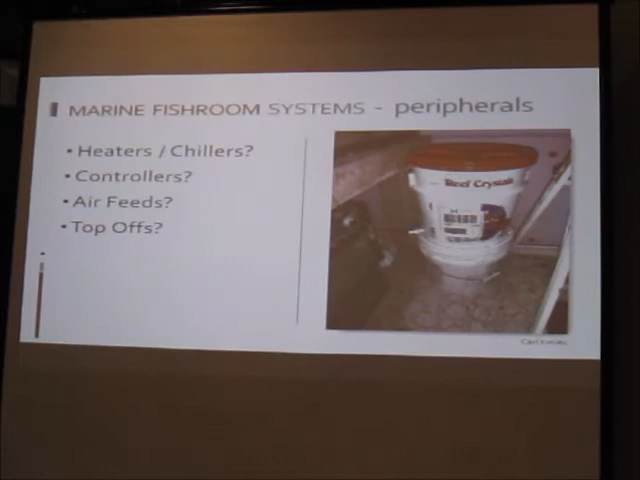 MARINE FISHROOM SYSTEMS - peripherals
• Heaters / Chillers?
• Controllers?
• Air Feeds?
• Top Offs?
Reef Crystals